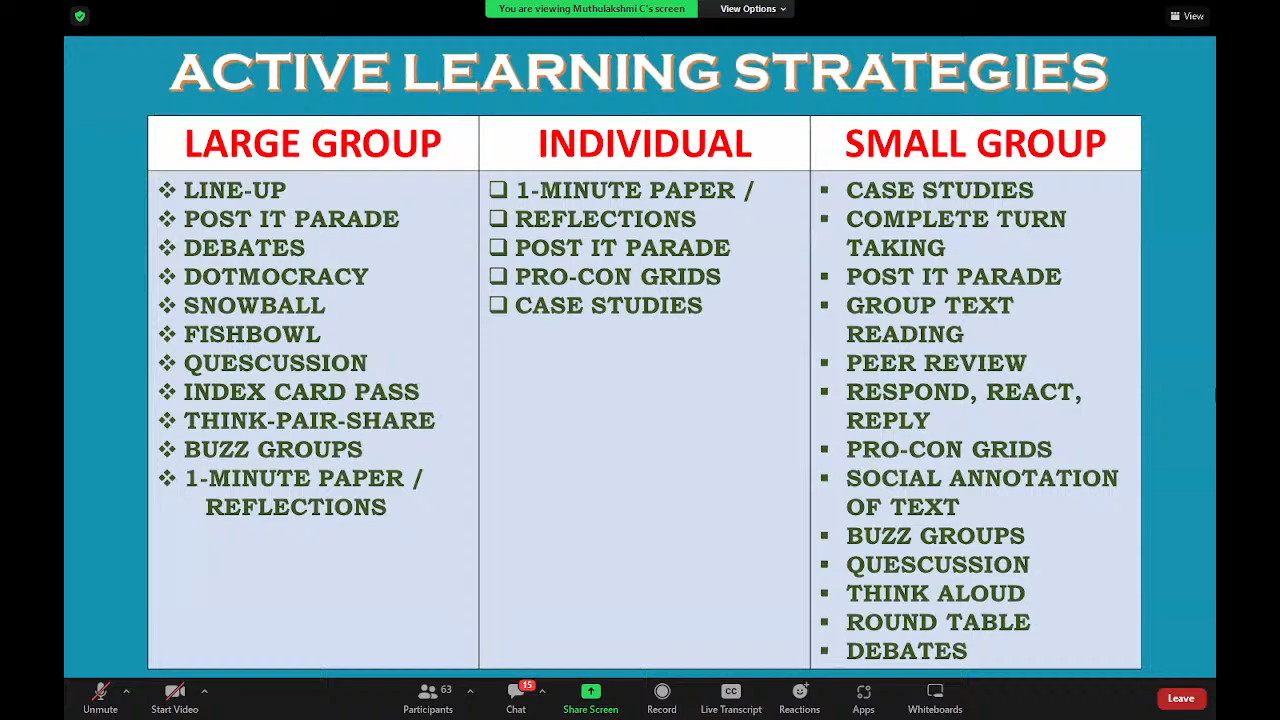 You are viewing Muthulakshmi C's screen
View Options
View
ACTIVE LEARNING STRATEGIES
LARGE GROUP
LINE-UP
POST IT PARADE
DEBATES
DOTMOCRACY
SNOWBALL
FISHBOWL
QUESCUSSION
INDEX CARD PASS
THINK-PAIR-SHARE
BUZZ GROUPS
1-MINUTE PAPER /
REFLECTIONS
INDIVIDUAL
1-MINUTE PAPER /
REFLECTIONS
POST IT PARADE
PRO-CON GRIDS
CASE STUDIES
SMALL GROUP
CASE STUDIES
COMPLETE TURN
TAKING
POST IT PARADE
GROUP TEXT
READING
PEER REVIEW
RESPOND, REACT,
REPLY
PRO-CON GRIDS
SOCIAL ANNOTATION
OF TEXT
BUZZ GROUPS
QUESCUSSION
THINK ALOUD
ROUND TABLE
DEBATES
Unmute
Start Video
63
Participants
15
Chat
Share Screen
Record
CC
Live Transcript
Reactions
Apps
Whiteboards
Leave